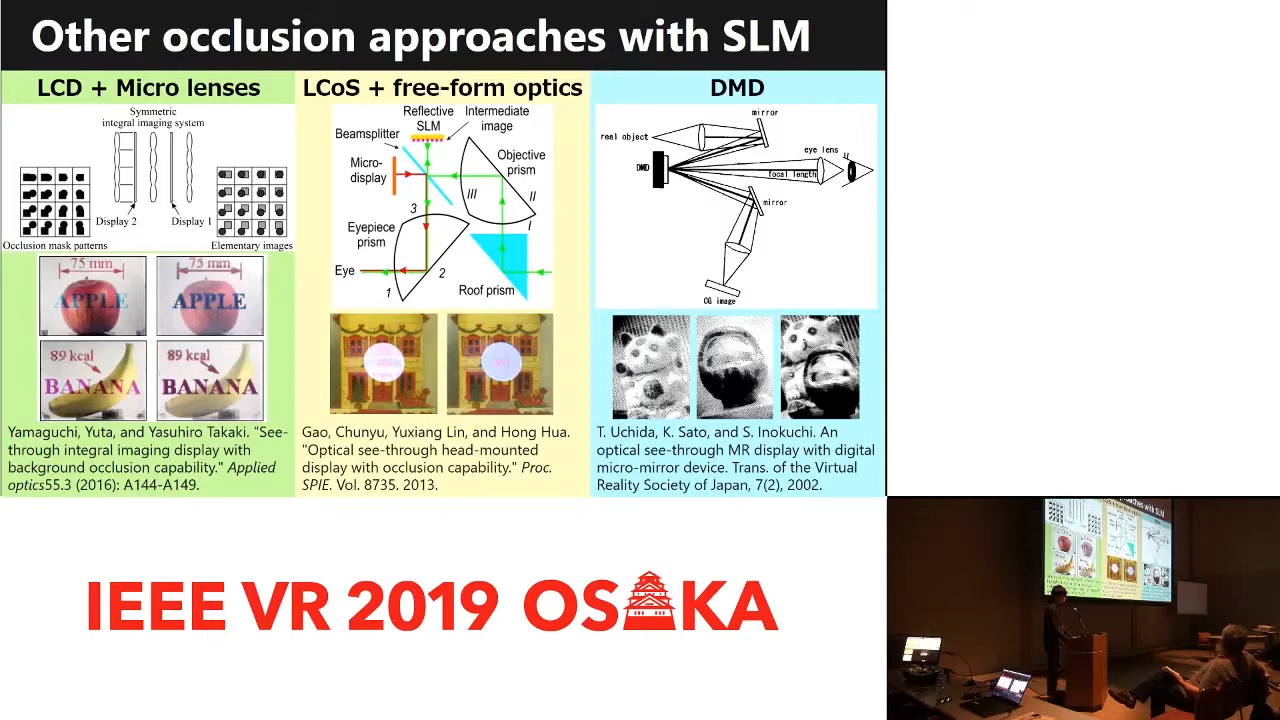 Other occlusion approaches with SLM
LCD + Micro lenses
Symmetric
integral imaging system
Display 2
Display 1
Occlusion mask patterns
Elementary images
75 mm
APPLE
75 mm
APPLE
89 kcal
BANANA
89 kcal
BANANA
Yamaguchi, Yuta, and Yasuhiro Takaki. "See-
through integral imaging display with
background occlusion capability." Applied
optics55.3 (2016): A144-A149.
LCoS + free-form optics
Reflective
SLM
Intermediate
image
Beamsplitter
Micro-
display
Objective
prism
III
II
I
3
Eyepiece
prism
Eye
2
1
Roof prism
Gao, Chunyu, Yuxiang Lin, and Hong Hua.
"Optical see-through head-mounted
display with occlusion capability." Proc.
SPIE. Vol. 8735. 2013.
DMD
mirror
real object
eye lens
DMD
focal length
mirror
CG image
T. Uchida, K. Sato, and S. Inokuchi. An
optical see-through MR display with digital
micro-mirror device. Trans. of the Virtual
Reality Society of Japan, 7(2), 2002.
IEEE VR 2019 OSAKA
oaches with SLM